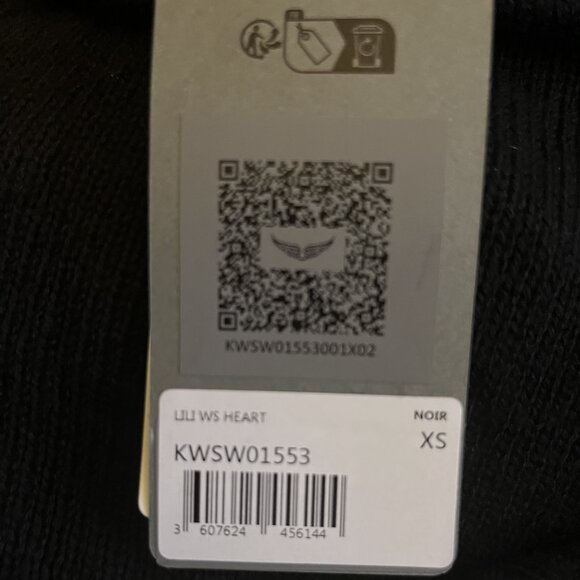 KWSW01553001X02
LILI WS HEART NOIR
XS
KWSW01553
3 607624 456144